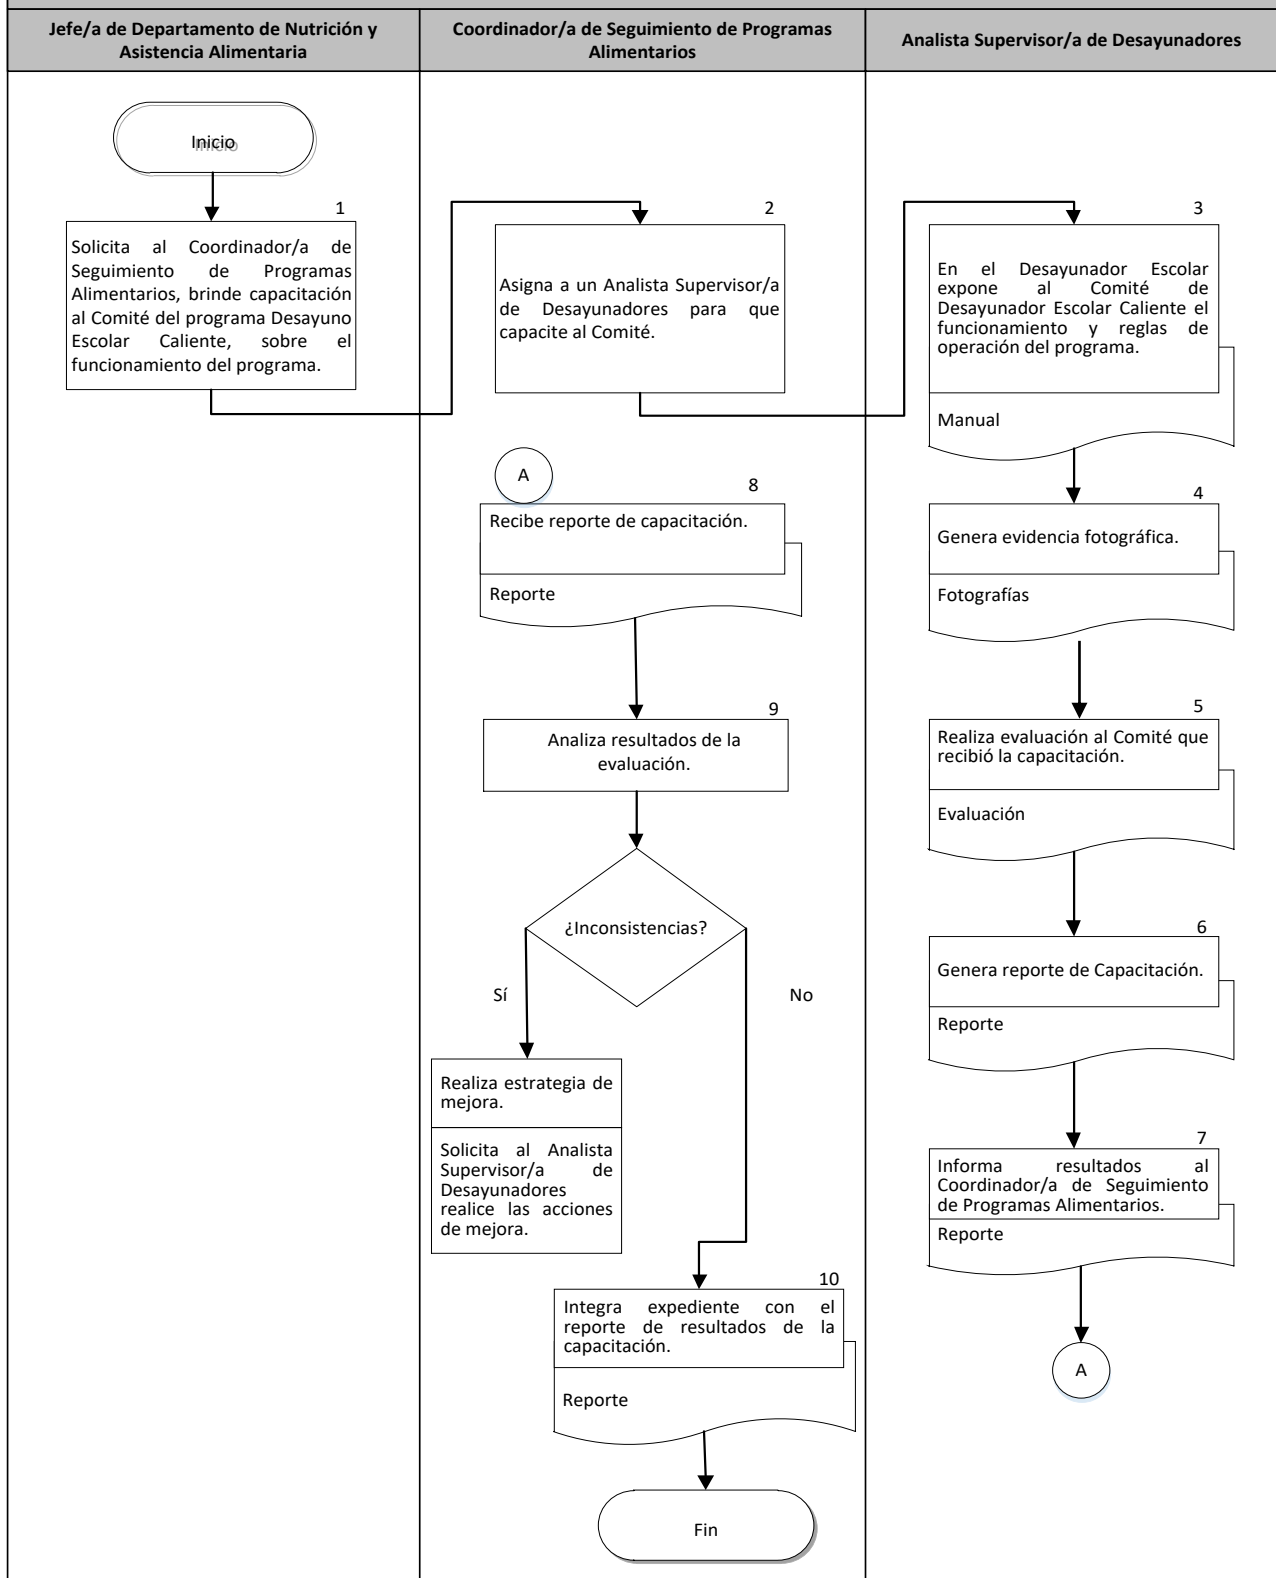 Jefe/a de Departamento de Nutrición y
Asistencia Alimentaria
Coordinador/a de Seguimiento de Programas
Alimentarios
Analista Supervisor/a de Desayunadores
Inicio
1
Solicita al Coordinador/a de
Seguimiento de Programas
Alimentarios, brinde capacitación
al Comité del programa Desayuno
Escolar Caliente, sobre el
funcionamiento del programa.
2
Asigna a un Analista Supervisor/a
de Desayunadores para que
capacite al Comité.
3
En el Desayunador Escolar
expone al Comité de
Desayunador Escolar Caliente el
funcionamiento y reglas de
operación del programa.
Manual
4
Genera evidencia fotográfica.
Fotografías
5
Realiza evaluación al Comité que
recibió la capacitación.
Evaluación
6
Genera reporte de Capacitación.
Reporte
7
Informa resultados al
Coordinador/a de Seguimiento
de Programas Alimentarios.
Reporte
A
A
8
Recibe reporte de capacitación.
Reporte
9
Analiza resultados de la
evaluación.
¿Inconsistencias?
Sí
No
Realiza estrategia de
mejora.
Solicita al Analista
Supervisor/a de
Desayunadores
realice las acciones
de mejora.
10
Integra expediente con el
reporte de resultados de la
capacitación.
Reporte
Fin